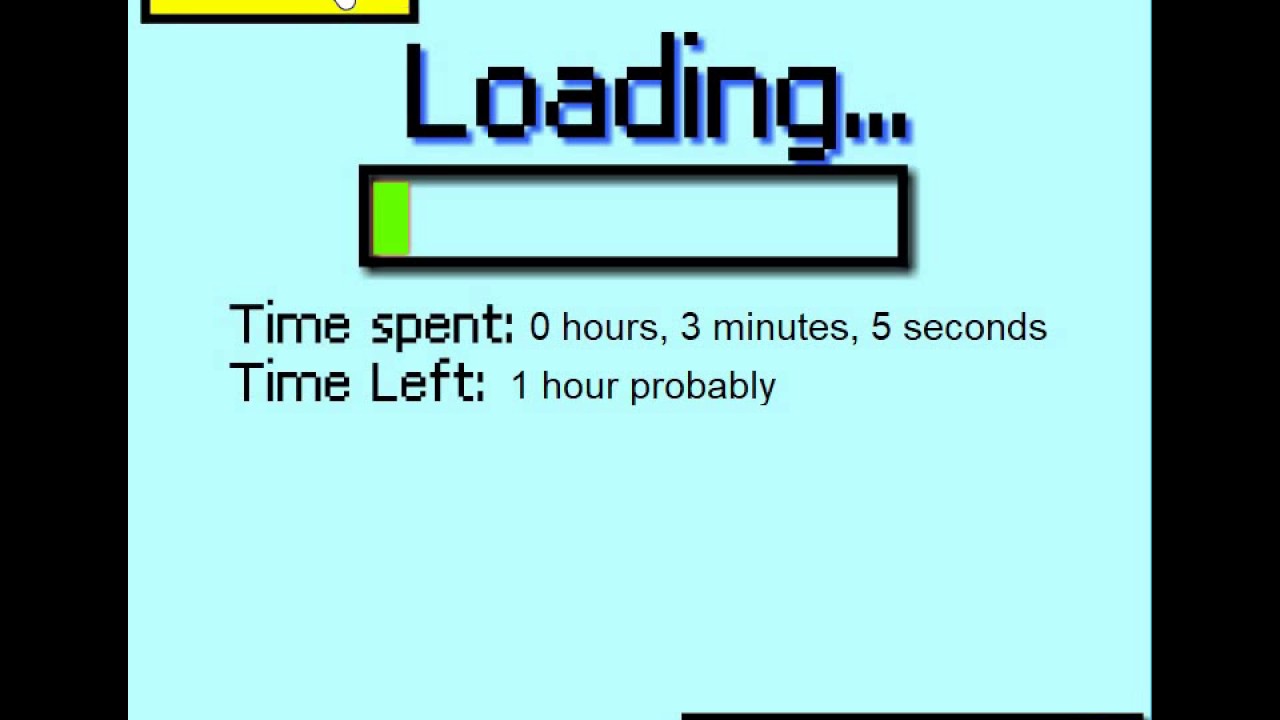 Loading...
Time spent: 0 hours, 3 minutes, 5 seconds
Time Left: 1 hour probably